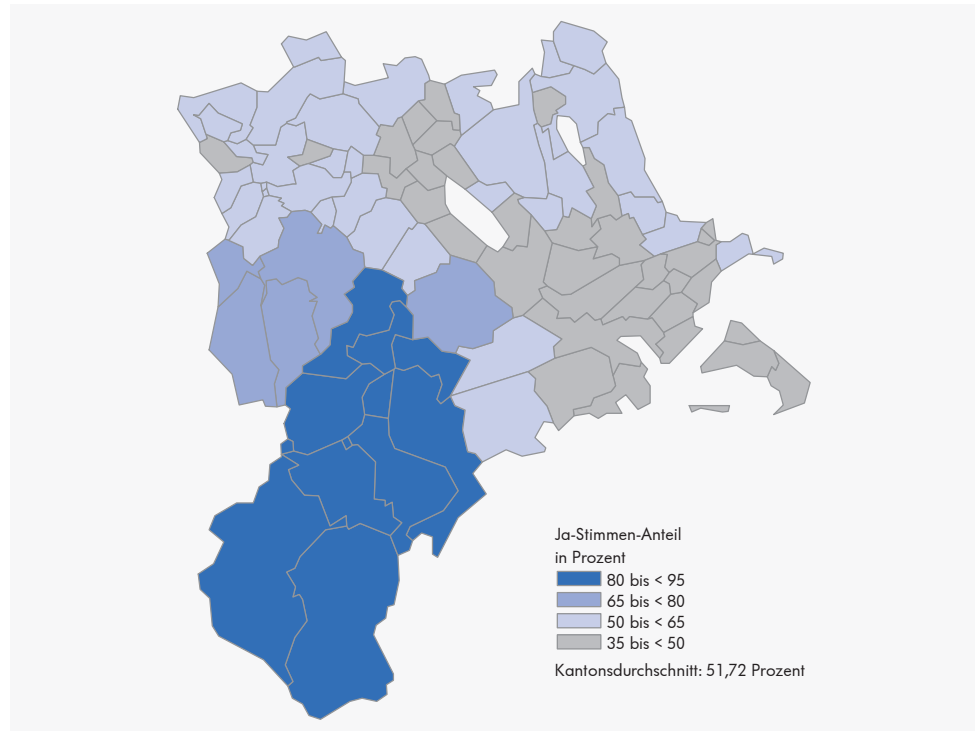 Ja-Stimmen-Anteil
in Prozent
80 bis < 95
65 bis < 80
50 bis < 65
35 bis < 50
Kantonsdurchschnitt: 51,72 Prozent